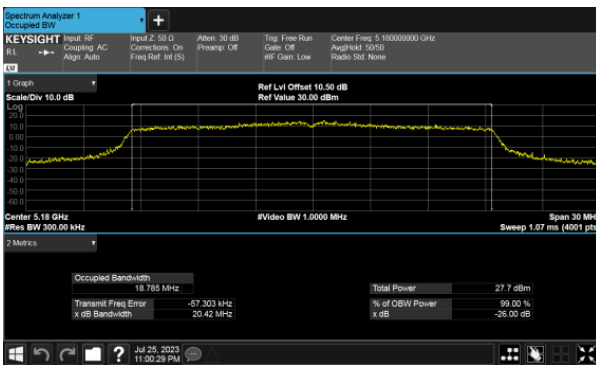 Spectrum Analyzer 1
Occupied BW
KEYSIGHT Input: RF Input Z: 50 Ω Atten: 30 dB Trig: Free Run Center Freq: 5.180000000 GHz
RL Coupling: AC Corrections: On Preamp: Off Gate: Off Avg|Hold: 50/50
Align: Auto Freq Ref: Int (S) #IF Gain: Low Radio Std: None
1 Graph
Ref Lvl Offset 10.50 dB
Scale/Div 10.0 dB Ref Value 30.00 dBm
Log
20.0
10.0
0.00
-10.0
-20.0
-30.0
-40.0
-50.0
-60.0
Center 5.18 GHz #Video BW 1.0000 MHz Span 30 MH
#Res BW 300.00 kHz Sweep 1.07 ms (4001 pts
2 Metrics
Occupied Bandwidth
18.785 MHz Total Power 27.7 dBm
Transmit Freq Error -57.303 kHz % of OBW Power 99.00 %
x dB Bandwidth 20.42 MHz x dB -26.00 dB
? Jul 25, 2023
11:00:29 PM